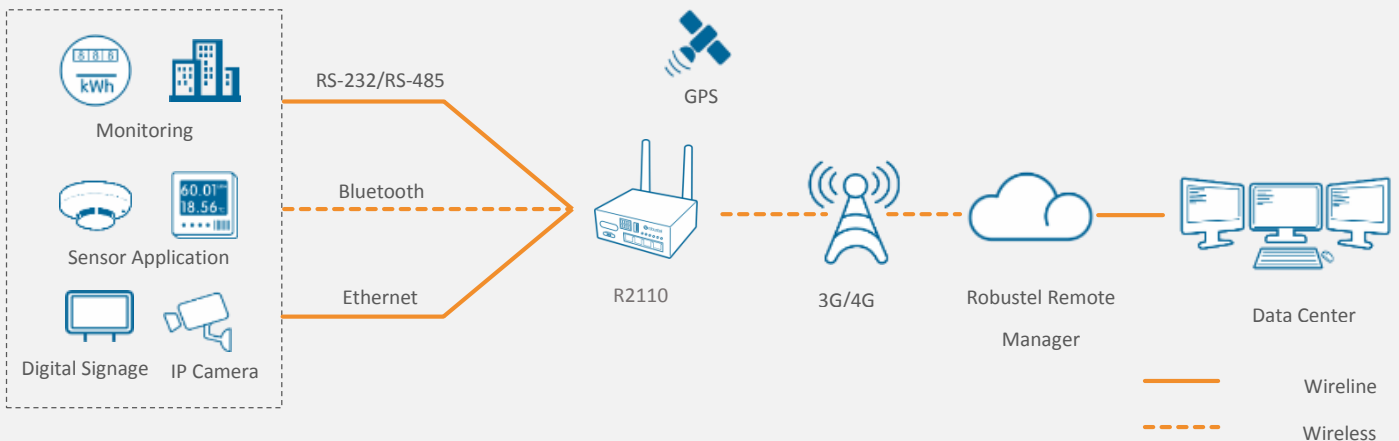 GPS
RS-232/RS-485
kWh
Monitoring
Bluetooth
60.01
18.56
Sensor Application
Ethernet
R2110
3G/4G
Robustel Remote
Manager
Data Center
Digital Signage
IP Camera
Wireline
Wireless